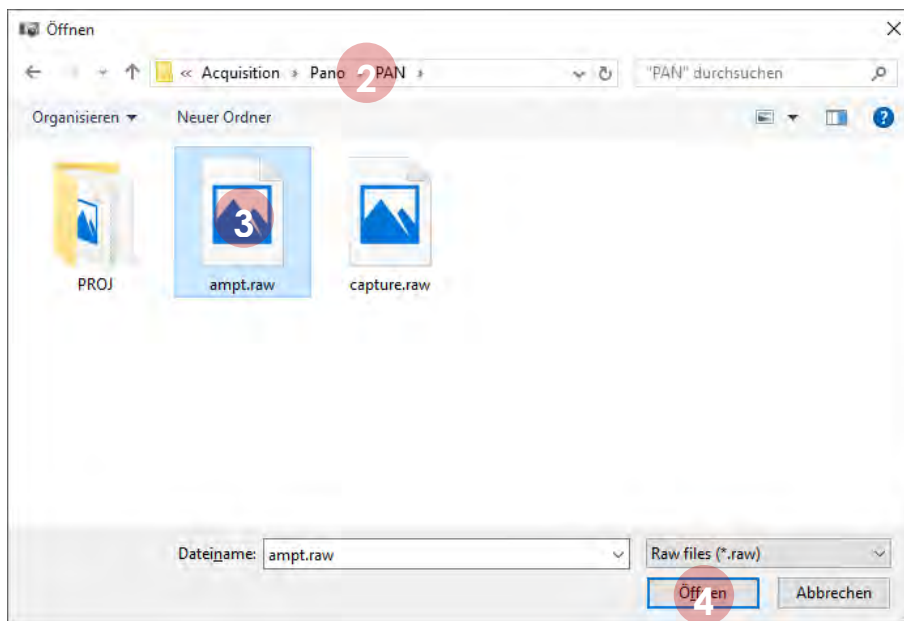 Öffnen
« Acquisition › Pano › PAN ›
"PAN" durchsuchen
2
Organisieren
Neuer Ordner
3
PROJ
ampt.raw
capture.raw
Dateiname: ampt.raw
Raw files (*.raw)
Öffnen
4
Abbrechen